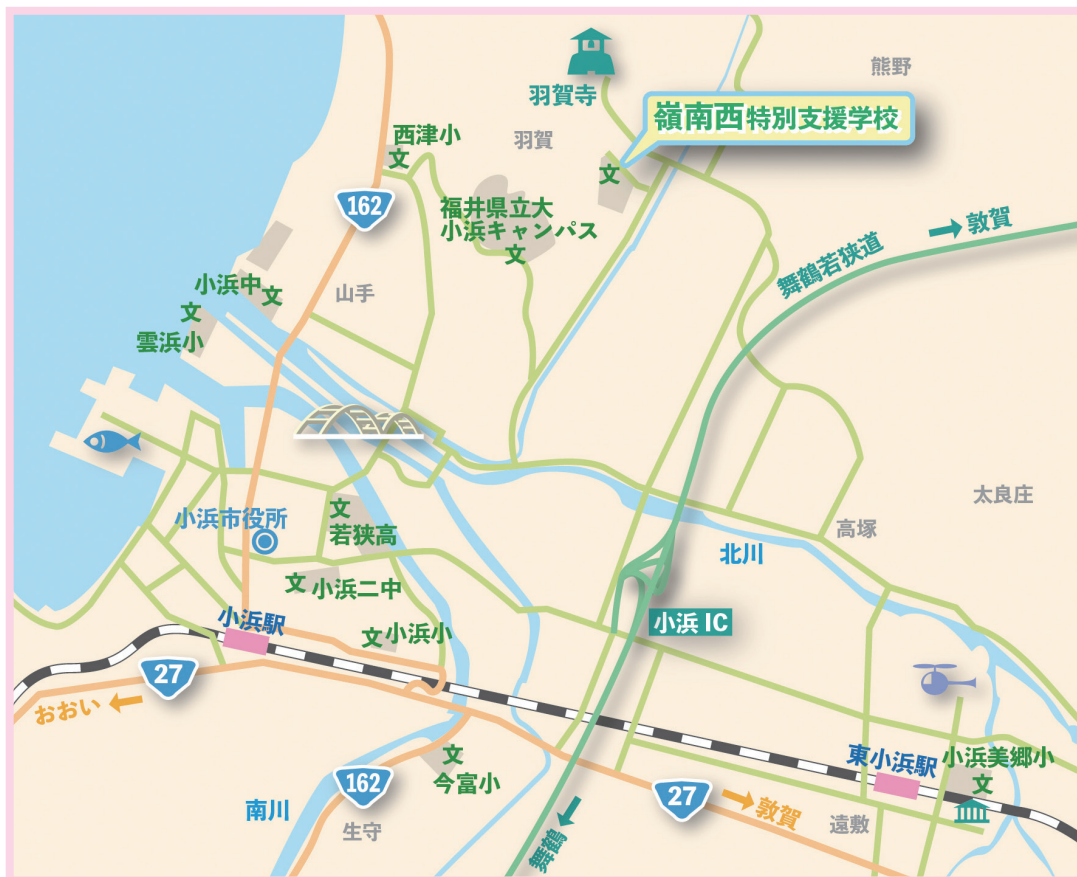 熊野
羽賀寺
嶺南西特別支援学校
西津小
文
羽賀
文
162
福井県立大
小浜キャンパス
文
敦賀
舞鶴若狭道
小浜中
文
山手
文
雲浜小
太良庄
小浜市役所
文
若狭高
高塚
北川
文
小浜二中
小浜駅
文
小浜小
小浜 IC
27
おおい
東小浜駅
小浜美郷小
文
文
今富小
162
南川
生守
27
敦賀
遠敷
舞鶴